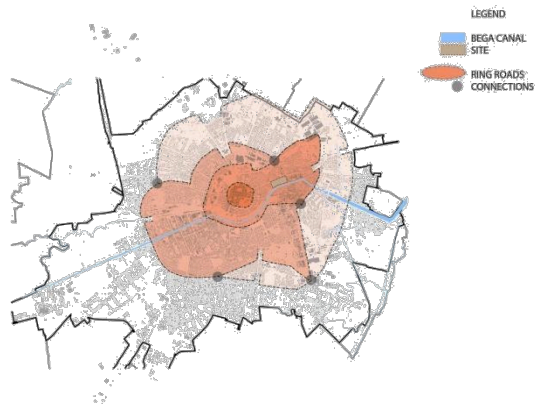 LEGEND
BEGA CANAL
SITE
RING ROADS
CONNECTIONS